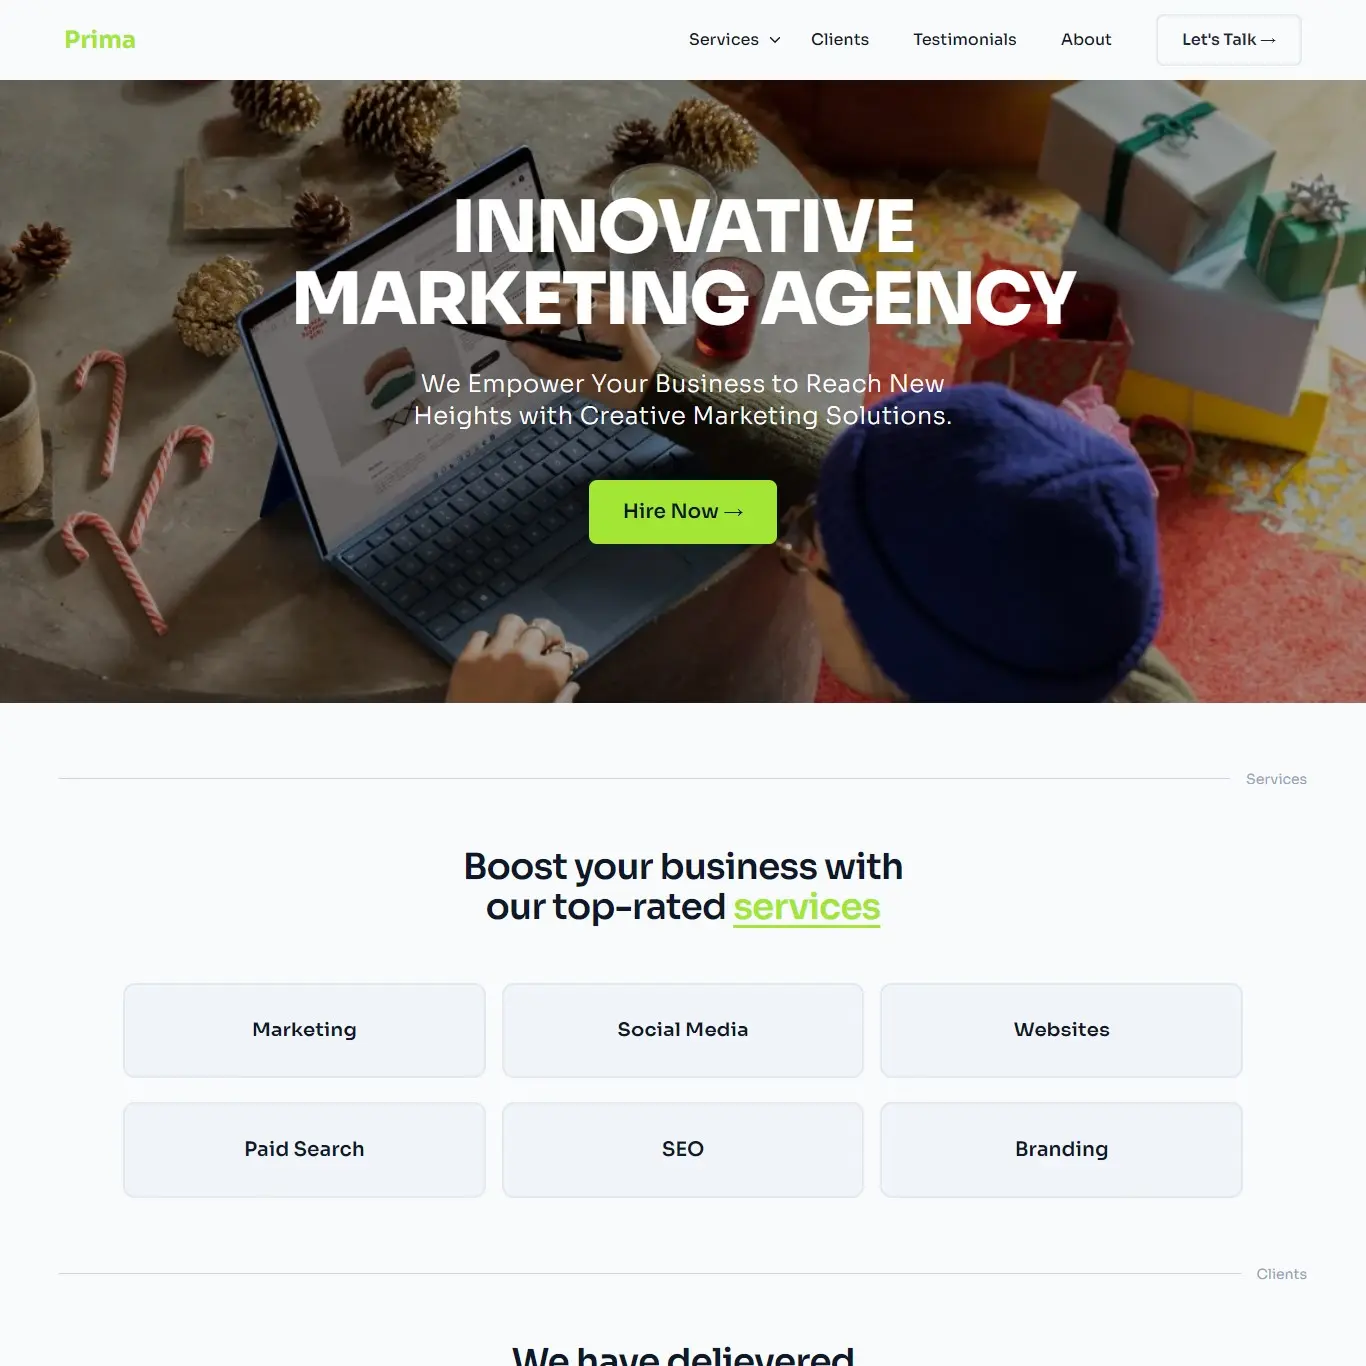 Prima
Services
Clients
Testimonials
About
Let's Talk →
INNOVATIVE
MARKETING AGENCY
We Empower Your Business to Reach New
Heights with Creative Marketing Solutions.
Hire Now →
Services
Boost your business with
our top-rated services
Marketing
Social Media
Websites
Paid Search
SEO
Branding
Clients
We have delievered